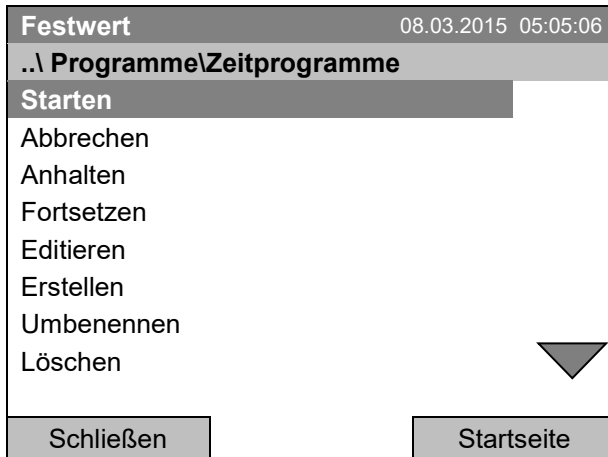 Festwert 08.03.2015 05:05:06
..\ Programme\Zeitprogramme
Starten
Abbrechen
Anhalten
Fortsetzen
Editieren
Erstellen
Umbenennen
Löschen
Schließen Startseite